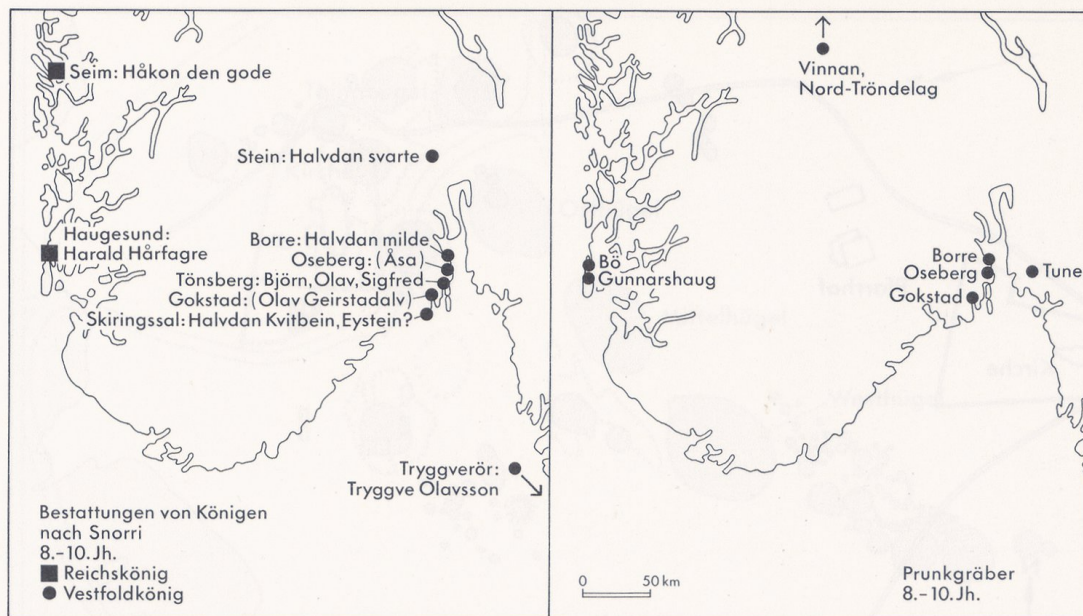 Seim: Håkon den gode
Stein: Halvdan svarte
Haugesund:
Harald Hårfagre
Borre: Halvdan milde
Oseberg: (Åsa)
Tönsberg: Björn, Olav, Sigfred
Gokstad: (Olav Geirstadalv)
Skiringssal: Halvdan Kvitbein, Eystein?
Tryggverör:
Tryggve Olavsson
Bestattungen von Königen
nach Snorri
8.-10. Jh.
Reichskönig
Vestfoldkönig
Vinnan,
Nord-Tröndelag
Bö
Gunnarshaug
Borre
Oseberg
Tune
Gokstad
0 50 km
Prunkgräber
8.-10. Jh.